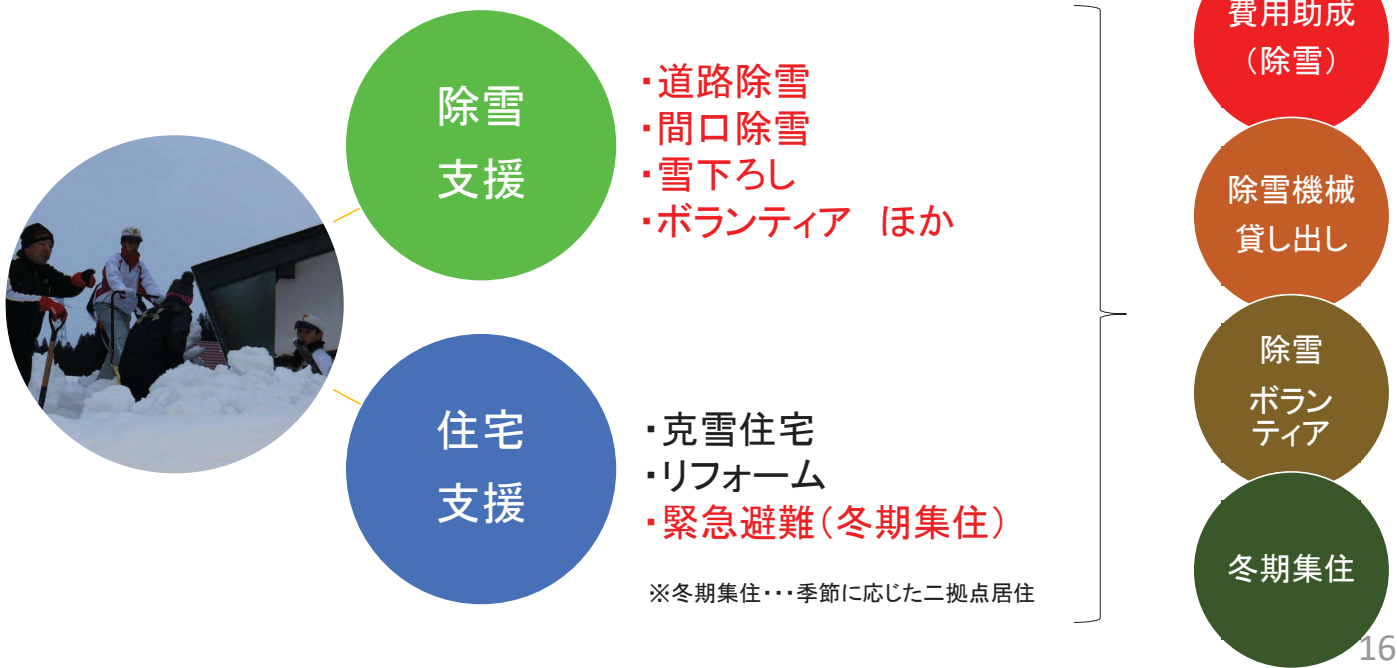 除雪
支援
・道路除雪
・間口除雪
・雪下ろし
・ボランティア　ほか
住宅
支援
・克雪住宅
・リフォーム
・緊急避難（冬期集住）
※冬期集住・・・季節に応じた二拠点居住
費用助成
（除雪）
除雪機械
貸し出し
除雪
ボラン
ティア
冬期集住
16